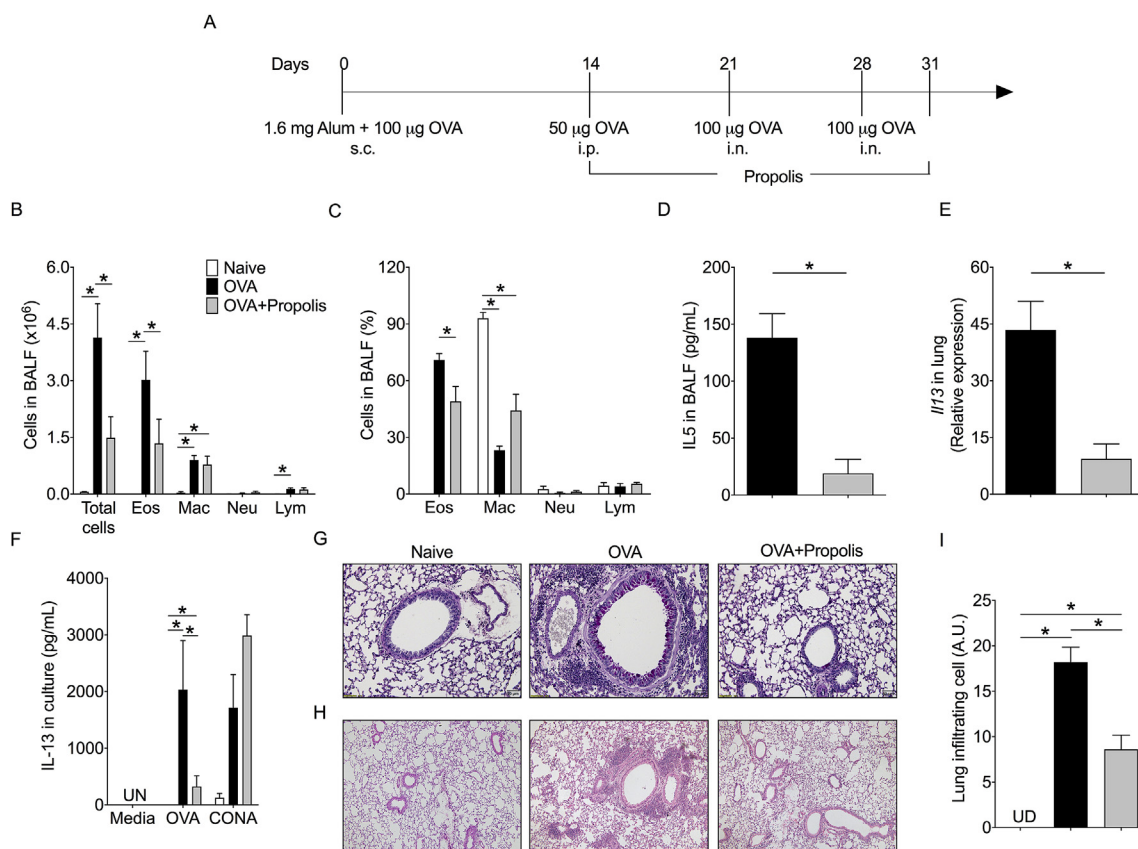 A
Days 0 14 21 28 31
1.6 mg Alum + 100 µg OVA 50 µg OVA 100 µg OVA 100 µg OVA
s.c. i.p. i.n. i.n.
Propolis
B
Cells in BALF (x10⁶)
6.0
4.5
3.0
1.5
0.0
* * * * * * *
Naive
OVA
OVA+Propolis
Total Eos Mac Neu Lym
cells
C
Cells in BALF (%)
120
90
60
30
0
* * *
Eos Mac Neu Lym
D
IL5 in BALF (pg/mL)
200
150
100
50
0
*
E
Il13 in lung
(Relative expression)
60
45
30
15
0
*
F
IL-13 in culture (pg/mL)
4000
3000
2000
1000
0
*
* *
UN
Media OVA CONA
G
Naive OVA OVA+Propolis
H
I
Lung infiltrating cell (A.U.)
25
20
15
10
5
0
*
* *
UD